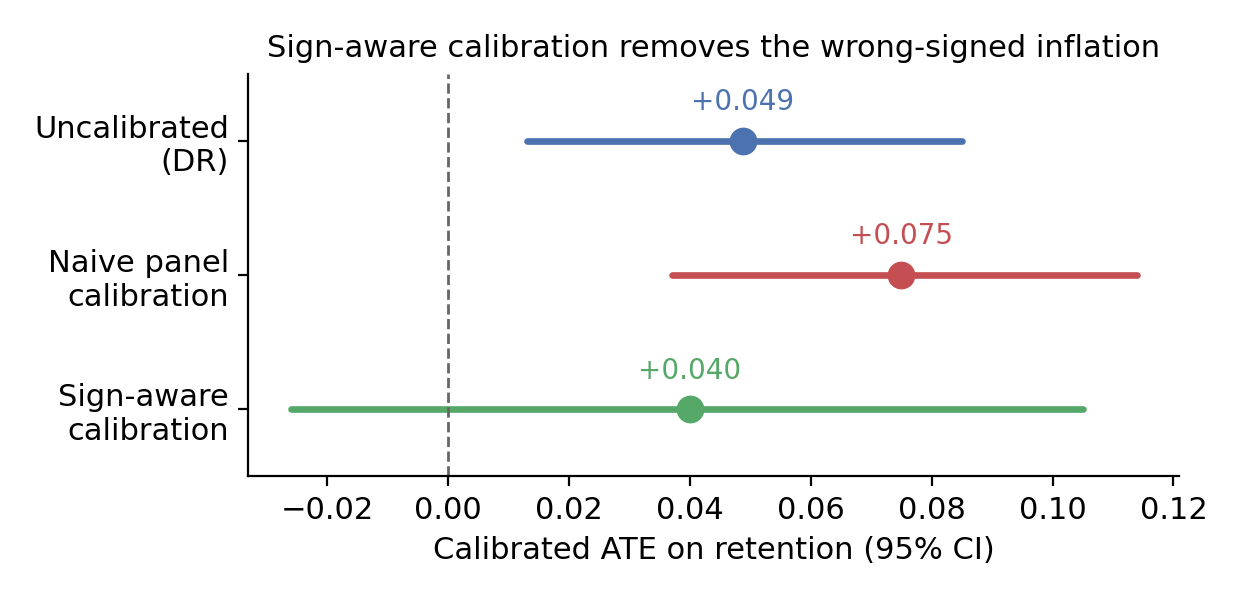 Sign-aware calibration removes the wrong-signed inflation
Uncalibrated
(DR)
+0.049
Naive panel
calibration
+0.075
Sign-aware
calibration
+0.040
−0.02 0.00 0.02 0.04 0.06 0.08 0.10 0.12
Calibrated ATE on retention (95% CI)